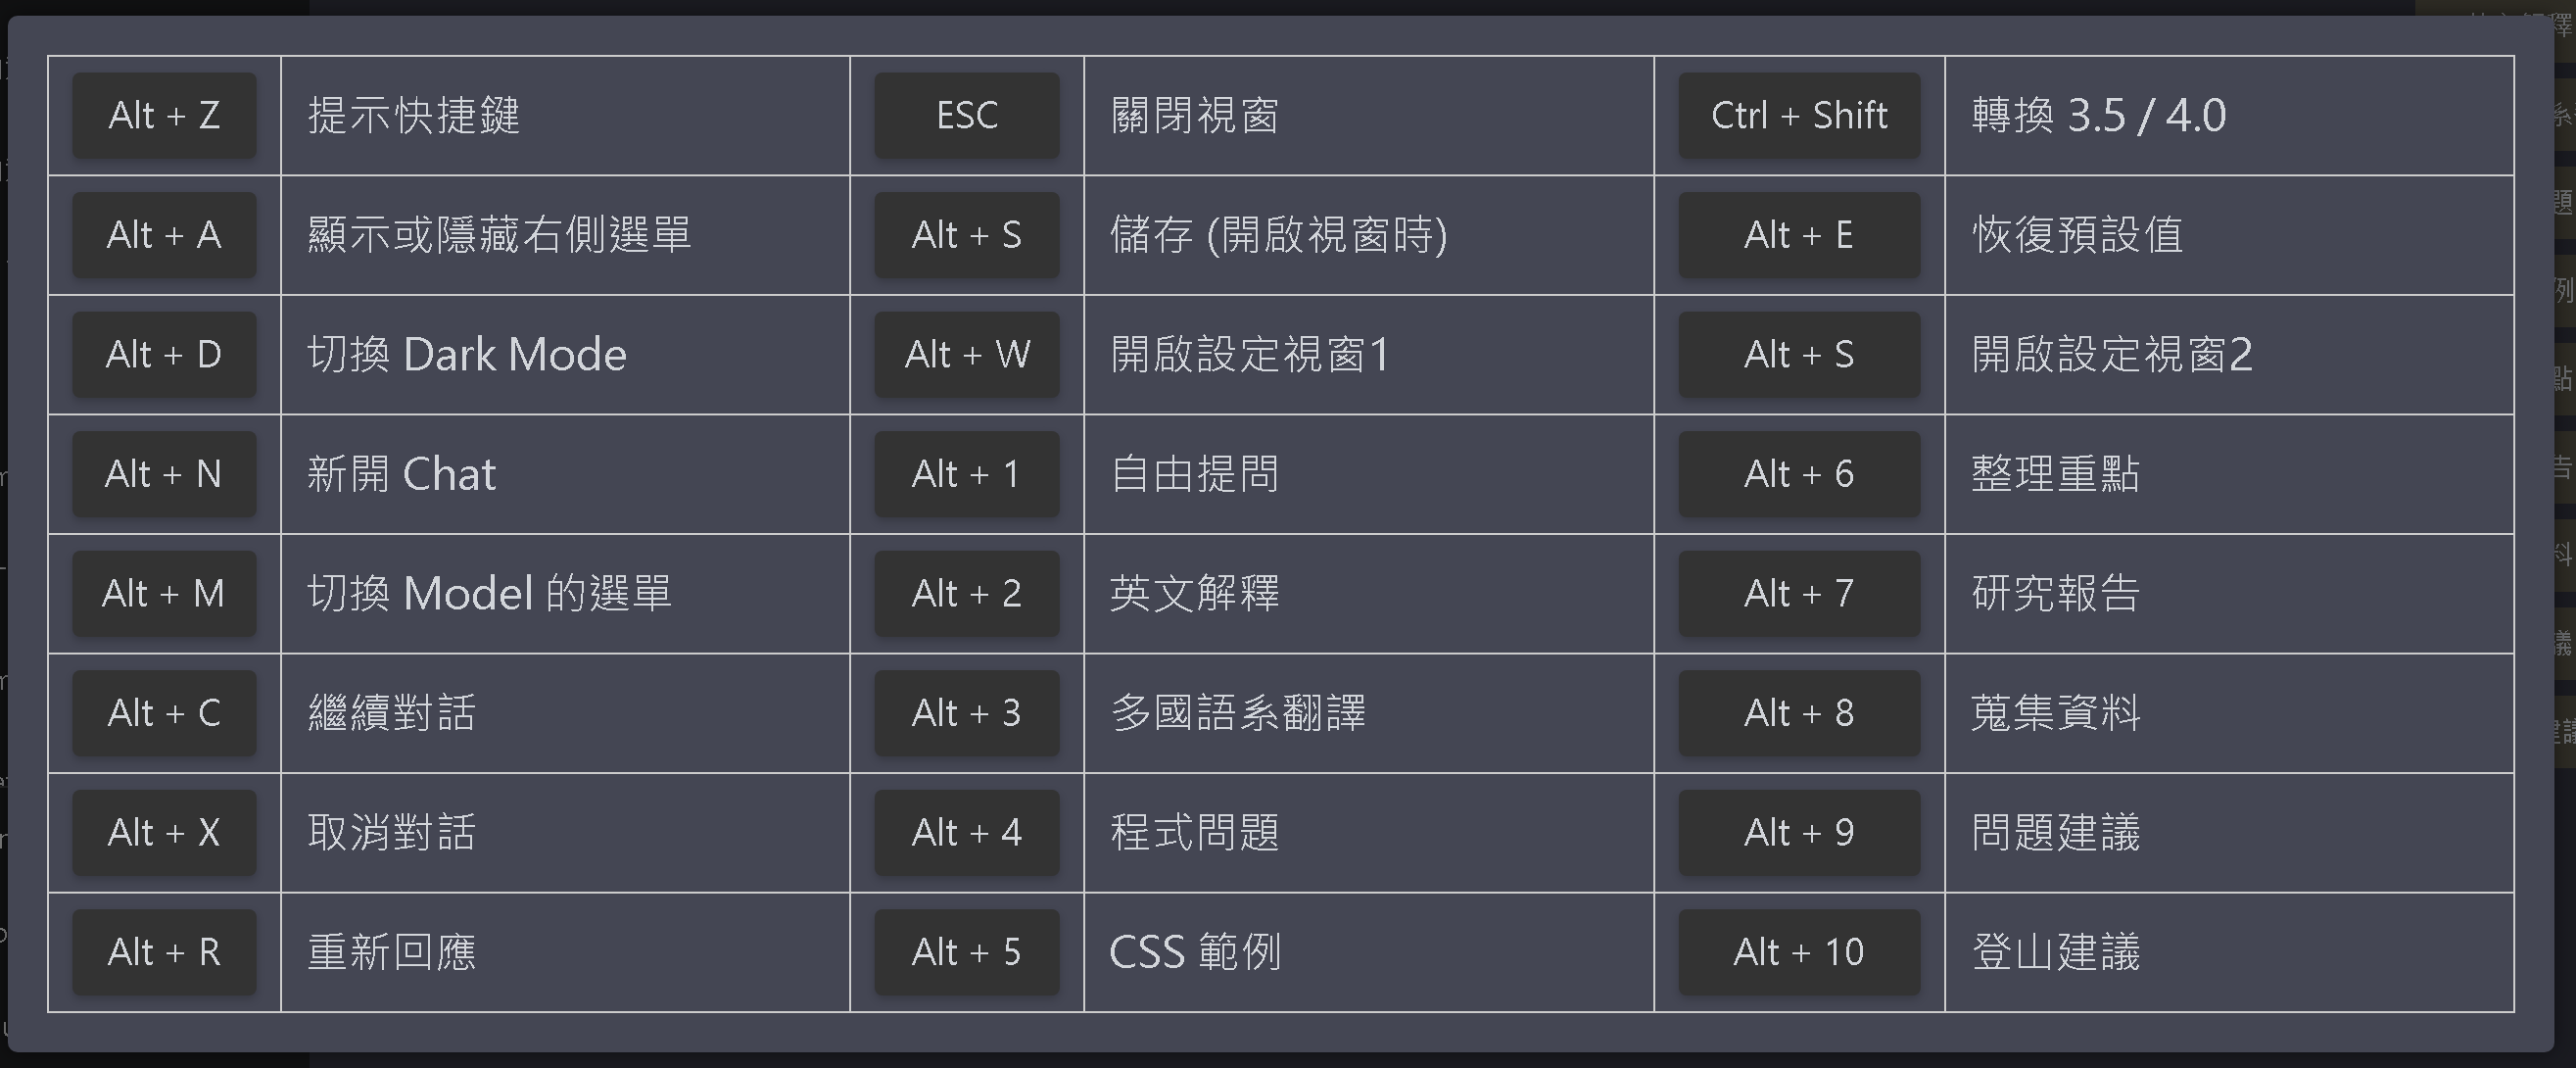 Alt + Z 提示快捷鍵 ESC 關閉視窗 Ctrl + Shift 轉換 3.5 / 4.0
Alt + A 顯示或隱藏右側選單 Alt + S 儲存 (開啟視窗時) Alt + E 恢復預設值
Alt + D 切換 Dark Mode Alt + W 開啟設定視窗1 Alt + S 開啟設定視窗2
Alt + N 新開 Chat Alt + 1 自由提問 Alt + 6 整理重點
Alt + M 切換 Model 的選單 Alt + 2 英文解釋 Alt + 7 研究報告
Alt + C 繼續對話 Alt + 3 多國語系翻譯 Alt + 8 蒐集資料
Alt + X 取消對話 Alt + 4 程式問題 Alt + 9 問題建議
Alt + R 重新回應 Alt + 5 CSS 範例 Alt + 10 登山建議